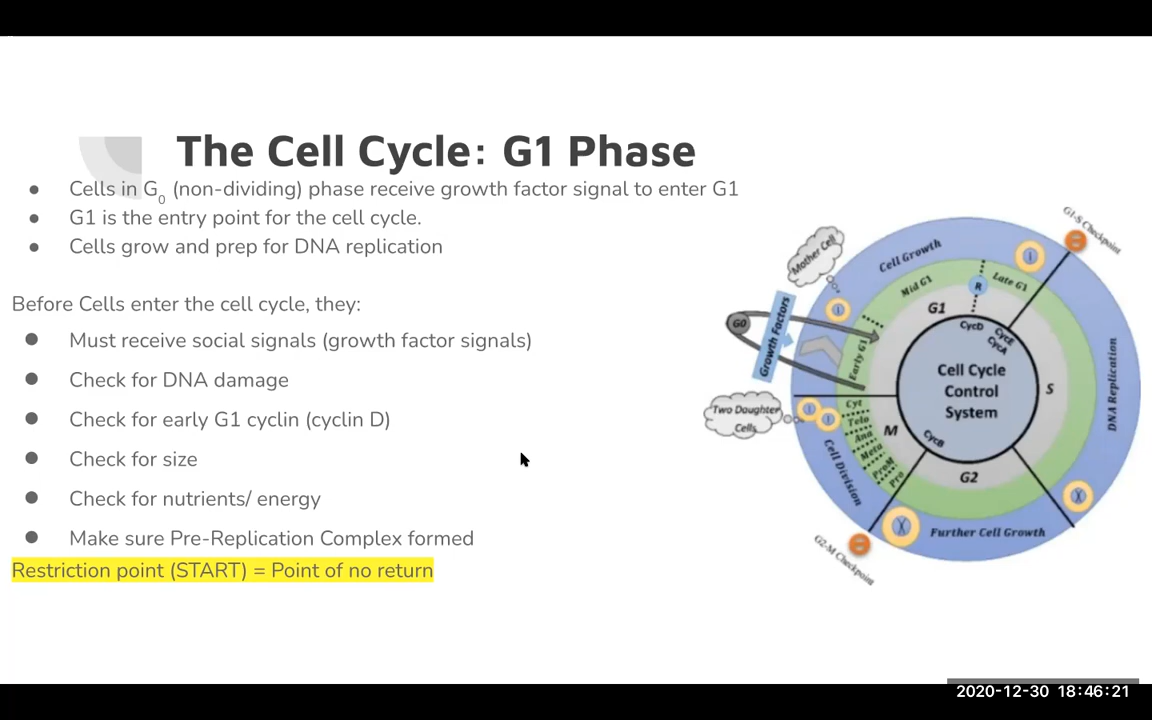 The Cell Cycle: G1 Phase
● Cells in G0 (non-dividing) phase receive growth factor signal to enter G1
● G1 is the entry point for the cell cycle.
● Cells grow and prep for DNA replication
Before Cells enter the cell cycle, they:
● Must receive social signals (growth factor signals)
● Check for DNA damage
● Check for early G1 cyclin (cyclin D)
● Check for size
● Check for nutrients/ energy
● Make sure Pre-Replication Complex formed
Restriction point (START) = Point of no return
G1-S Checkpoint
Mother Cell
Cell Growth
i
i
Mid G1
R
Late G1
G0
Growth Factors
Early G1
G1
CycD
CycE
CycA
Cell Cycle
Control
System
S
DNA Replication
Two Daughter
Cells
i
i
Cyt
Telo
Ana
Meta
ProM
Pro
M
CycB
Cell Division
G2
Further Cell Growth
X
X
G2-M Checkpoint
2020-12-30 18:46:21